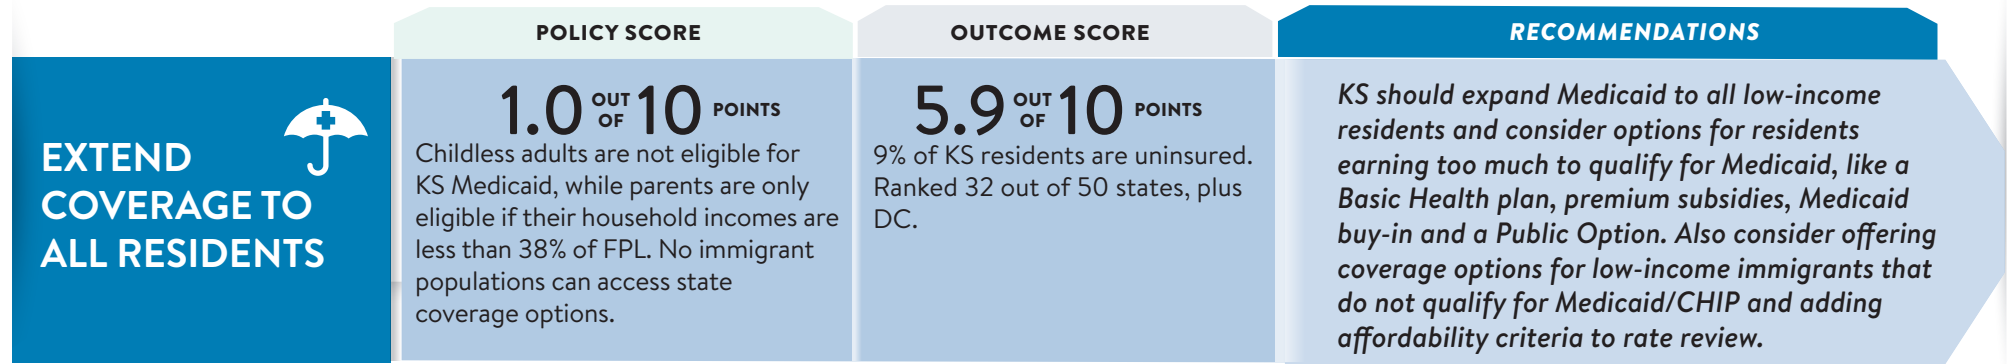 EXTEND
COVERAGE TO
ALL RESIDENTS
POLICY SCORE
1.0 OUT OF 10 POINTS
Childless adults are not eligible for
KS Medicaid, while parents are only
eligible if their household incomes are
less than 38% of FPL. No immigrant
populations can access state
coverage options.
OUTCOME SCORE
5.9 OUT OF 10 POINTS
9% of KS residents are uninsured.
Ranked 32 out of 50 states, plus
DC.
RECOMMENDATIONS
KS should expand Medicaid to all low-income
residents and consider options for residents
earning too much to qualify for Medicaid, like a
Basic Health plan, premium subsidies, Medicaid
buy-in and a Public Option. Also consider offering
coverage options for low-income immigrants that
do not qualify for Medicaid/CHIP and adding
affordability criteria to rate review.